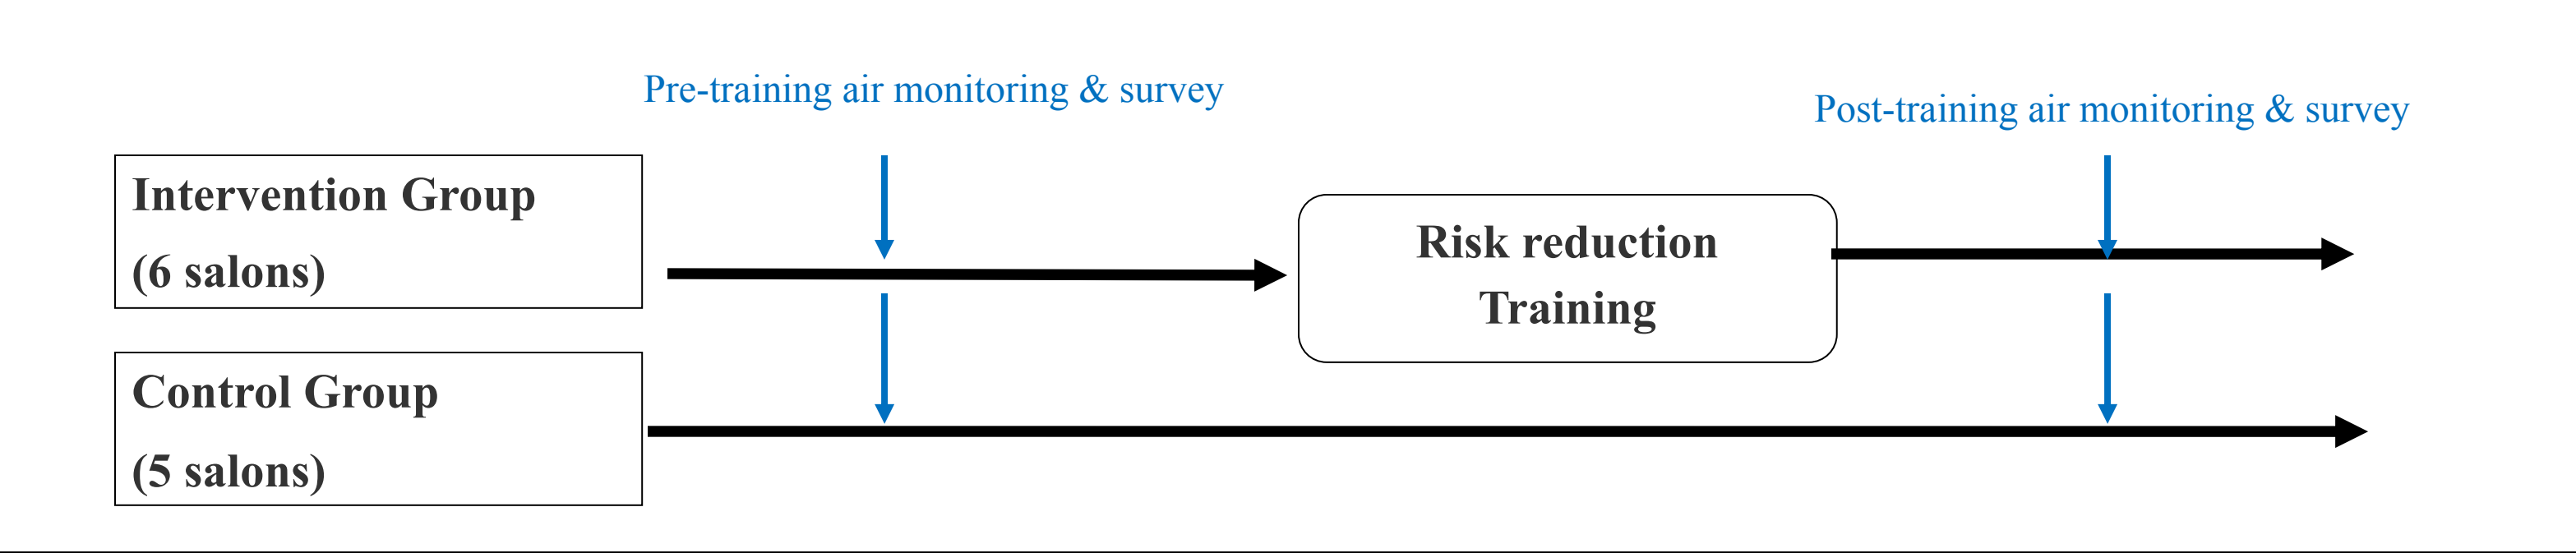 Pre-training air monitoring & survey
Post-training air monitoring & survey
Intervention Group
(6 salons)
Risk reduction
Training
Control Group
(5 salons)